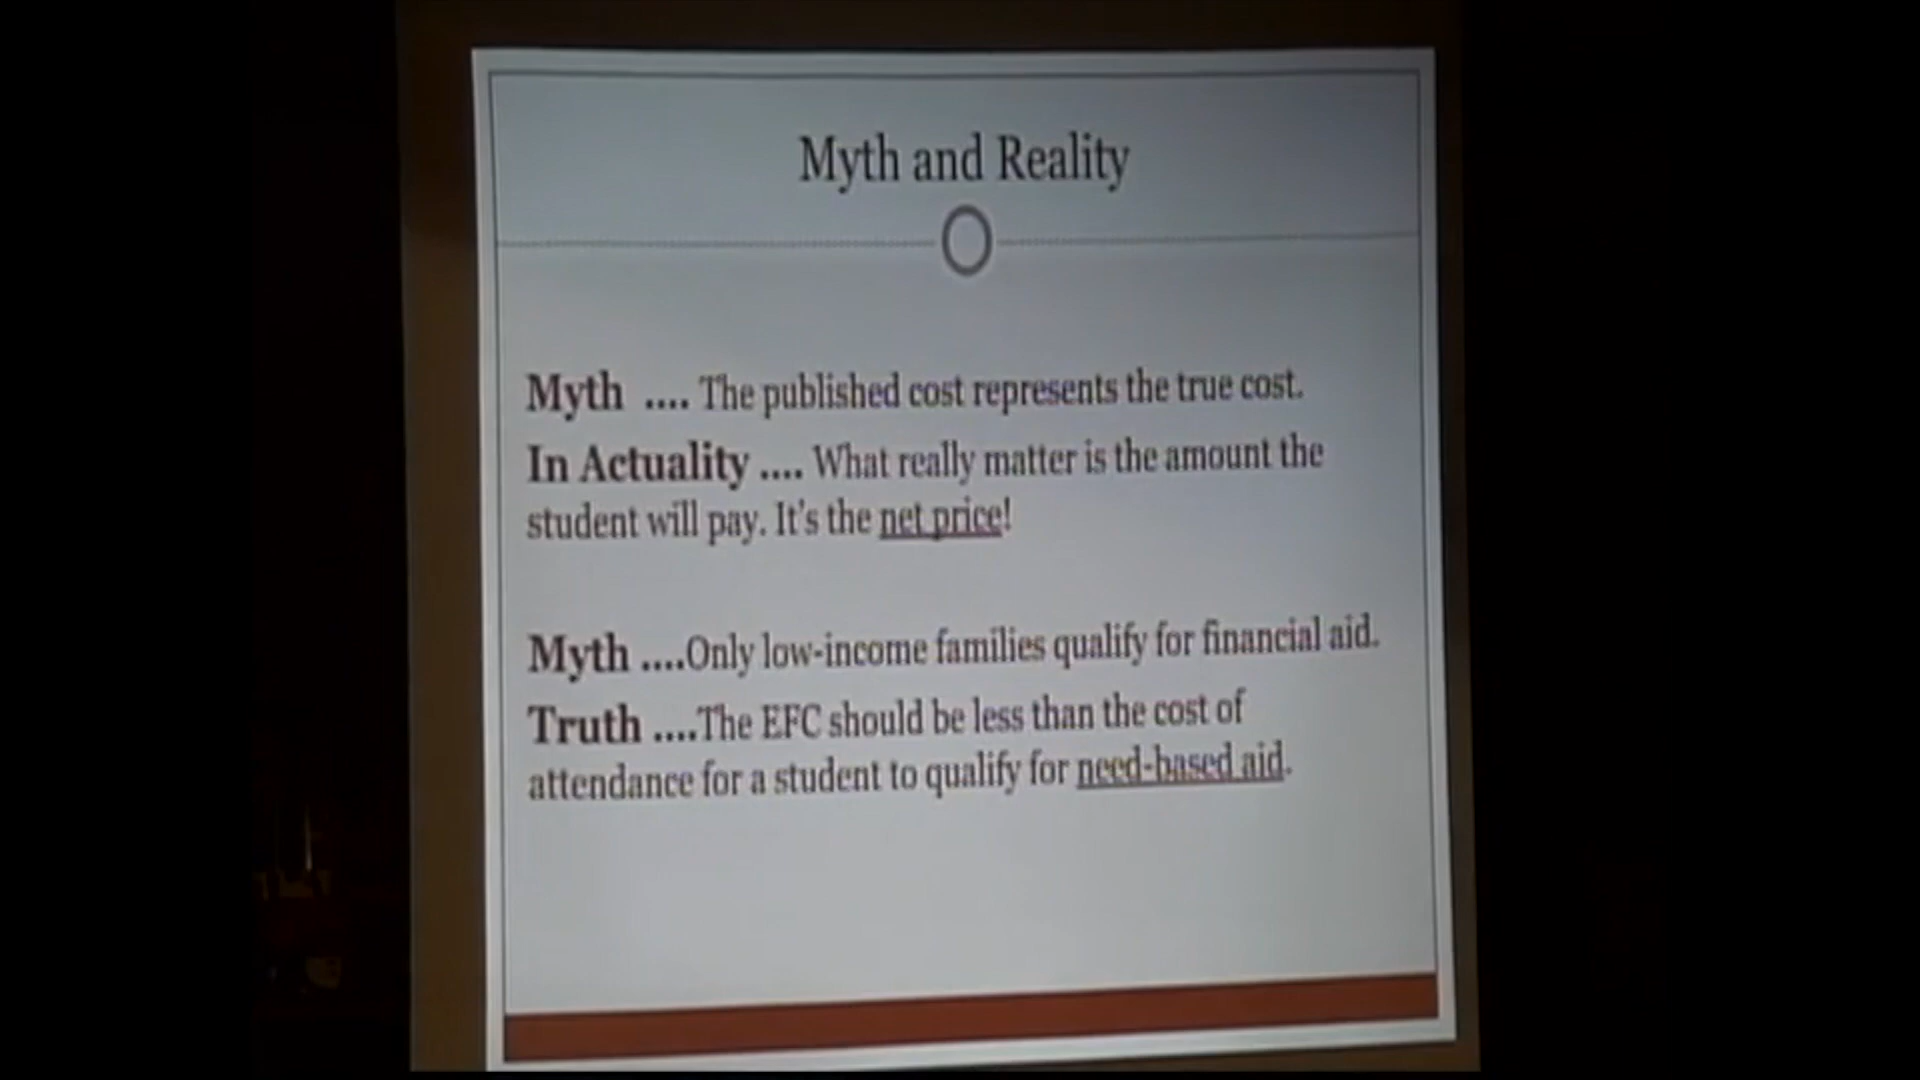 Myth and Reality
Myth .... The published cost represents the true cost.
In Actuality .... What really matter is the amount the
student will pay. It's the net price!
Myth ....Only low-income families qualify for financial aid.
Truth ....The EFC should be less than the cost of
attendance for a student to qualify for need-based aid.